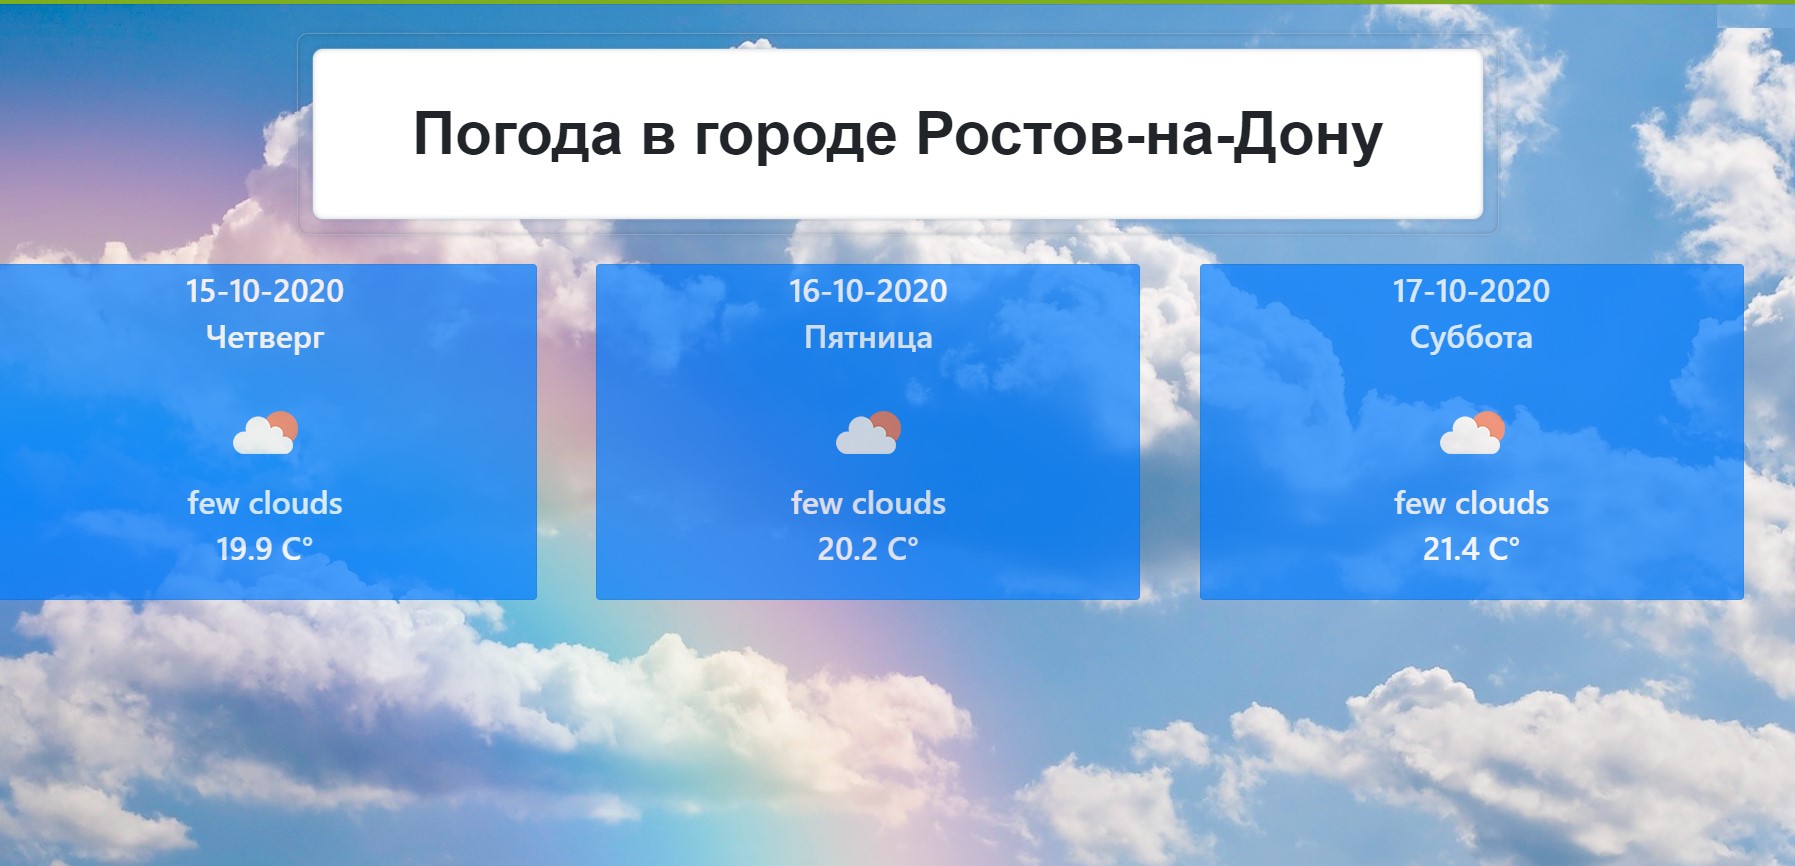 Погода в городе Ростов-на-Дону
15-10-2020
Четверг
few clouds
19.9 C°
16-10-2020
Пятница
few clouds
20.2 C°
17-10-2020
Суббота
few clouds
21.4 C°